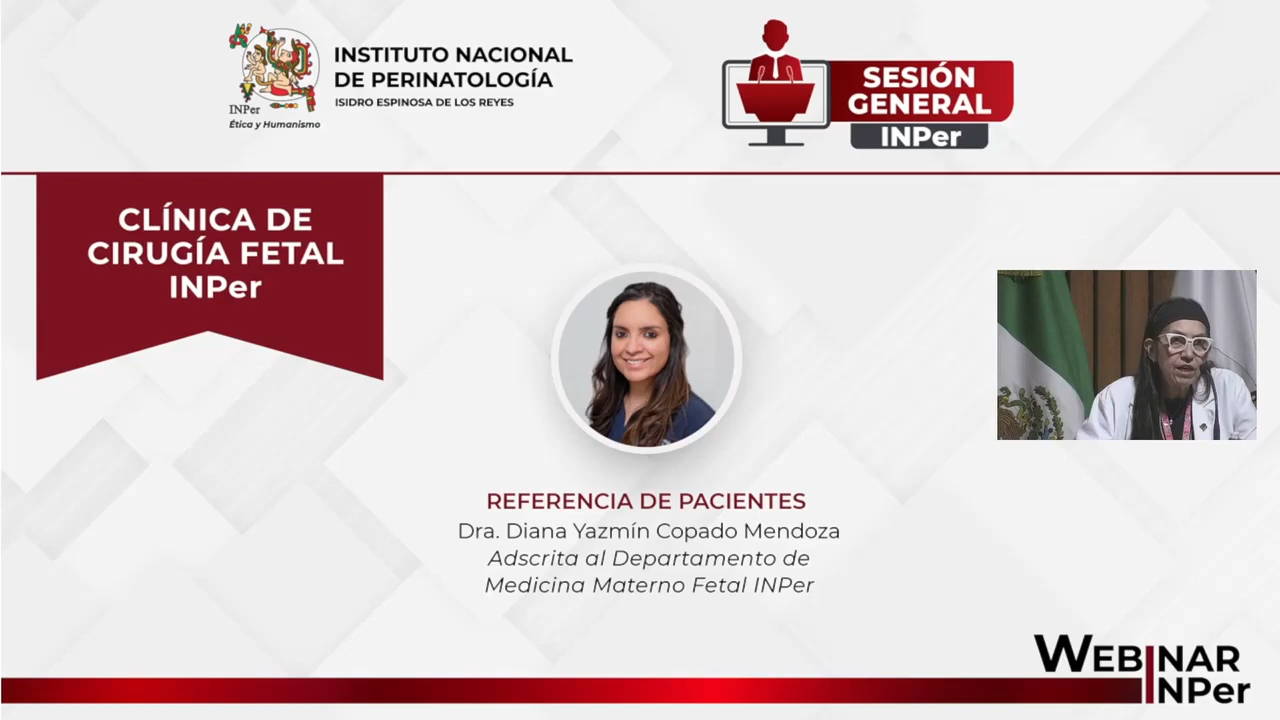 INSTITUTO NACIONAL
DE PERINATOLOGÍA
ISIDRO ESPINOSA DE LOS REYES
INPer
Ética y Humanismo
SESIÓN
GENERAL
INPer
CLÍNICA DE
CIRUGÍA FETAL
INPer
REFERENCIA DE PACIENTES
Dra. Diana Yazmín Copado Mendoza
Adscrita al Departamento de
Medicina Materno Fetal INPer
WEBINAR
INPer